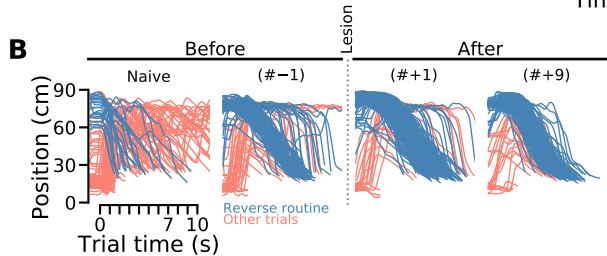 Lesion
B
Before
After
Naive
(#−1)
(#+1)
(#+9)
Position (cm)
90
60
30
0
0
7
10
Trial time (s)
Reverse routine
Other trials